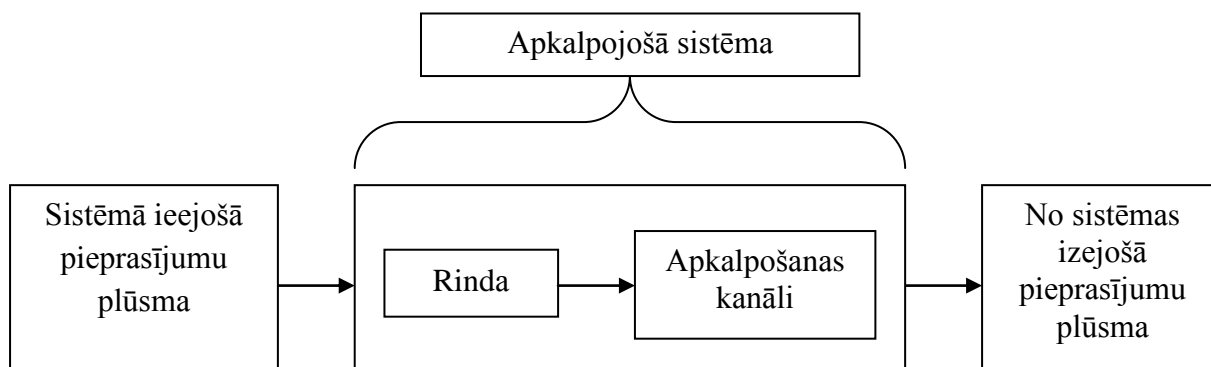 Apkalpojošā sistēma
Sistēmā ieejošā
pieprasījumu
plūsma
Rinda
Apkalpošanas
kanāli
No sistēmas
izejošā
pieprasījumu
plūsma